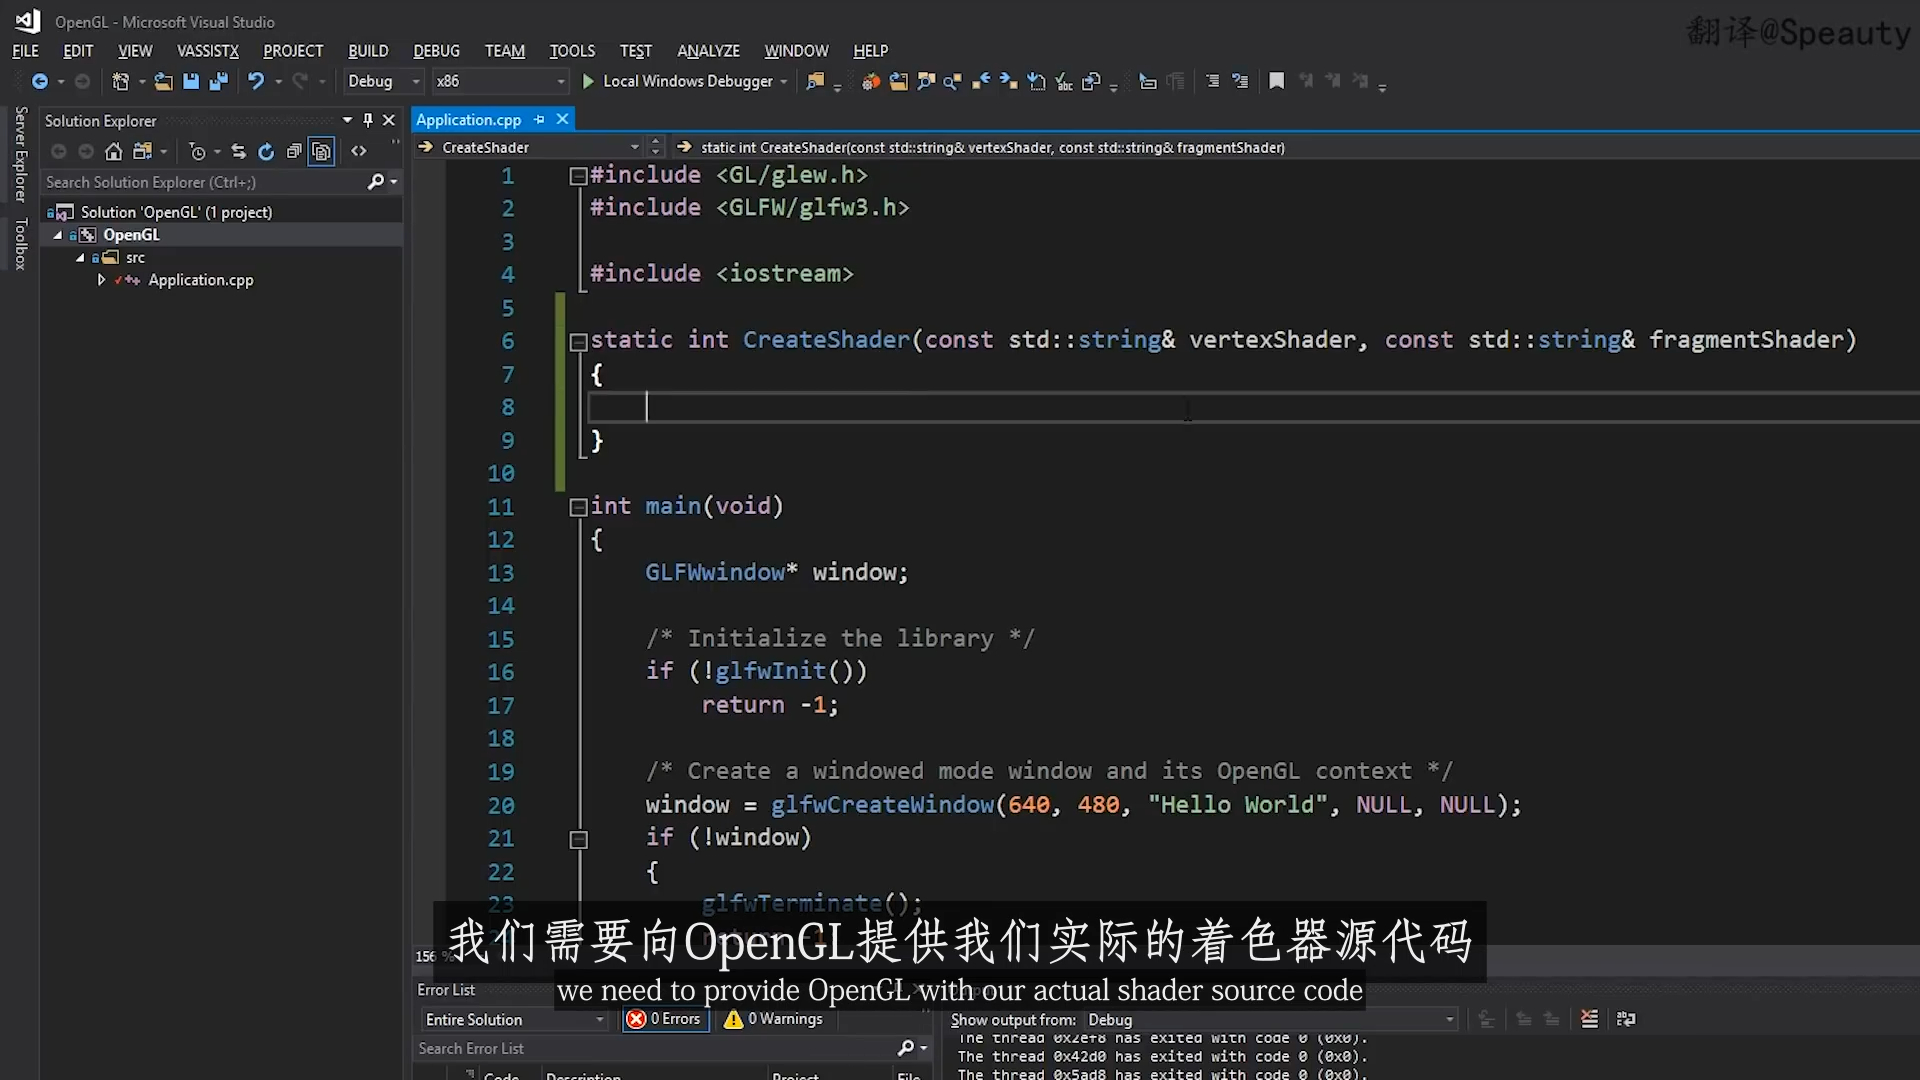 OpenGL - Microsoft Visual Studio
翻译@Speauty
FILE EDIT VIEW VASSISTX PROJECT BUILD DEBUG TEAM TOOLS TEST ANALYZE WINDOW HELP
Debug x86 Local Windows Debugger
Server Explorer
Toolbox
Solution Explorer
Search Solution Explorer (Ctrl+;)
Solution 'OpenGL' (1 project)
OpenGL
src
Application.cpp
Application.cpp
CreateShader static int CreateShader(const std::string& vertexShader, const std::string& fragmentShader)
1 #include <GL/glew.h>
2 #include <GLFW/glfw3.h>
3
4 #include <iostream>
5
6 static int CreateShader(const std::string& vertexShader, const std::string& fragmentShader)
7 {
8
9 }
10
11 int main(void)
12 {
13 GLFWwindow* window;
14
15 /* Initialize the library */
16 if (!glfwInit())
17 return -1;
18
19 /* Create a windowed mode window and its OpenGL context */
20 window = glfwCreateWindow(640, 480, "Hello World", NULL, NULL);
21 if (!window)
22 {
23 glfwTerminate();
我们需要向OpenGL提供我们实际的着色器源代码
156 %
we need to provide OpenGL with our actual shader source code
Error List
Entire Solution 0 Errors 0 Warnings
Search Error List
Code Description Project File
Show output from: Debug
The thread 0x2ef8 has exited with code 0 (0x0).
The thread 0x42d0 has exited with code 0 (0x0).
The thread 0x5ad8 has exited with code 0 (0x0).